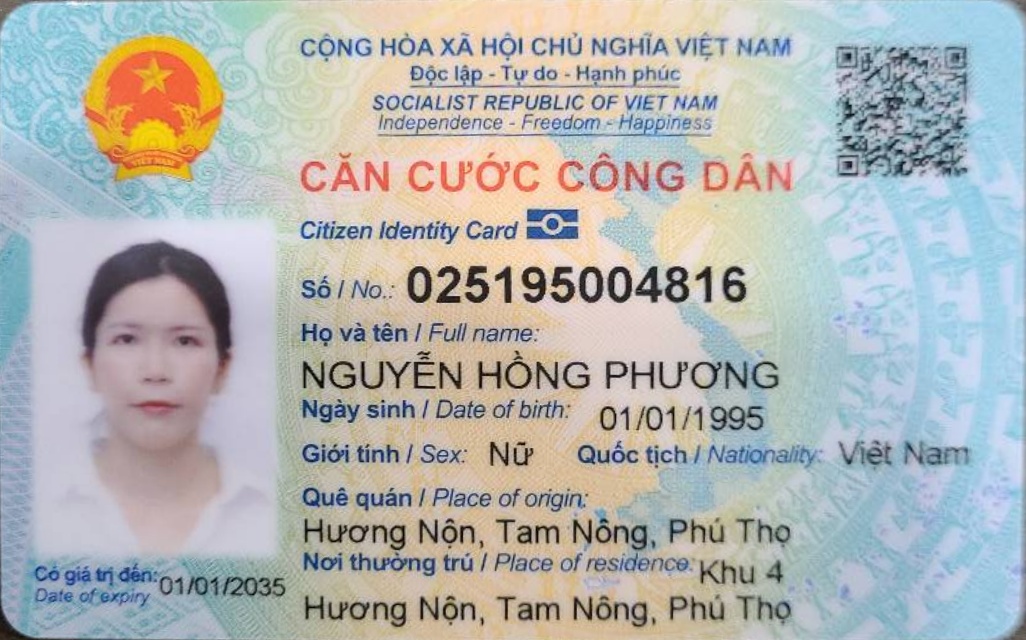 CỘNG HÒA XÃ HỘI CHỦ NGHĨA VIỆT NAM
Độc lập - Tự do - Hạnh phúc
SOCIALIST REPUBLIC OF VIET NAM
Independence - Freedom - Happiness
CĂN CƯỚC CÔNG DÂN
Citizen Identity Card
Số / No.: 025195004816
Họ và tên / Full name:
NGUYỄN HỒNG PHƯƠNG
Ngày sinh / Date of birth: 01/01/1995
Giới tính / Sex: Nữ Quốc tịch / Nationality: Việt Nam
Quê quán / Place of origin:
Hương Nộn, Tam Nông, Phú Thọ
Nơi thường trú / Place of residence: Khu 4
Hương Nộn, Tam Nông, Phú Thọ
Có giá trị đến: 01/01/2035
Date of expiry
VIỆT NAM